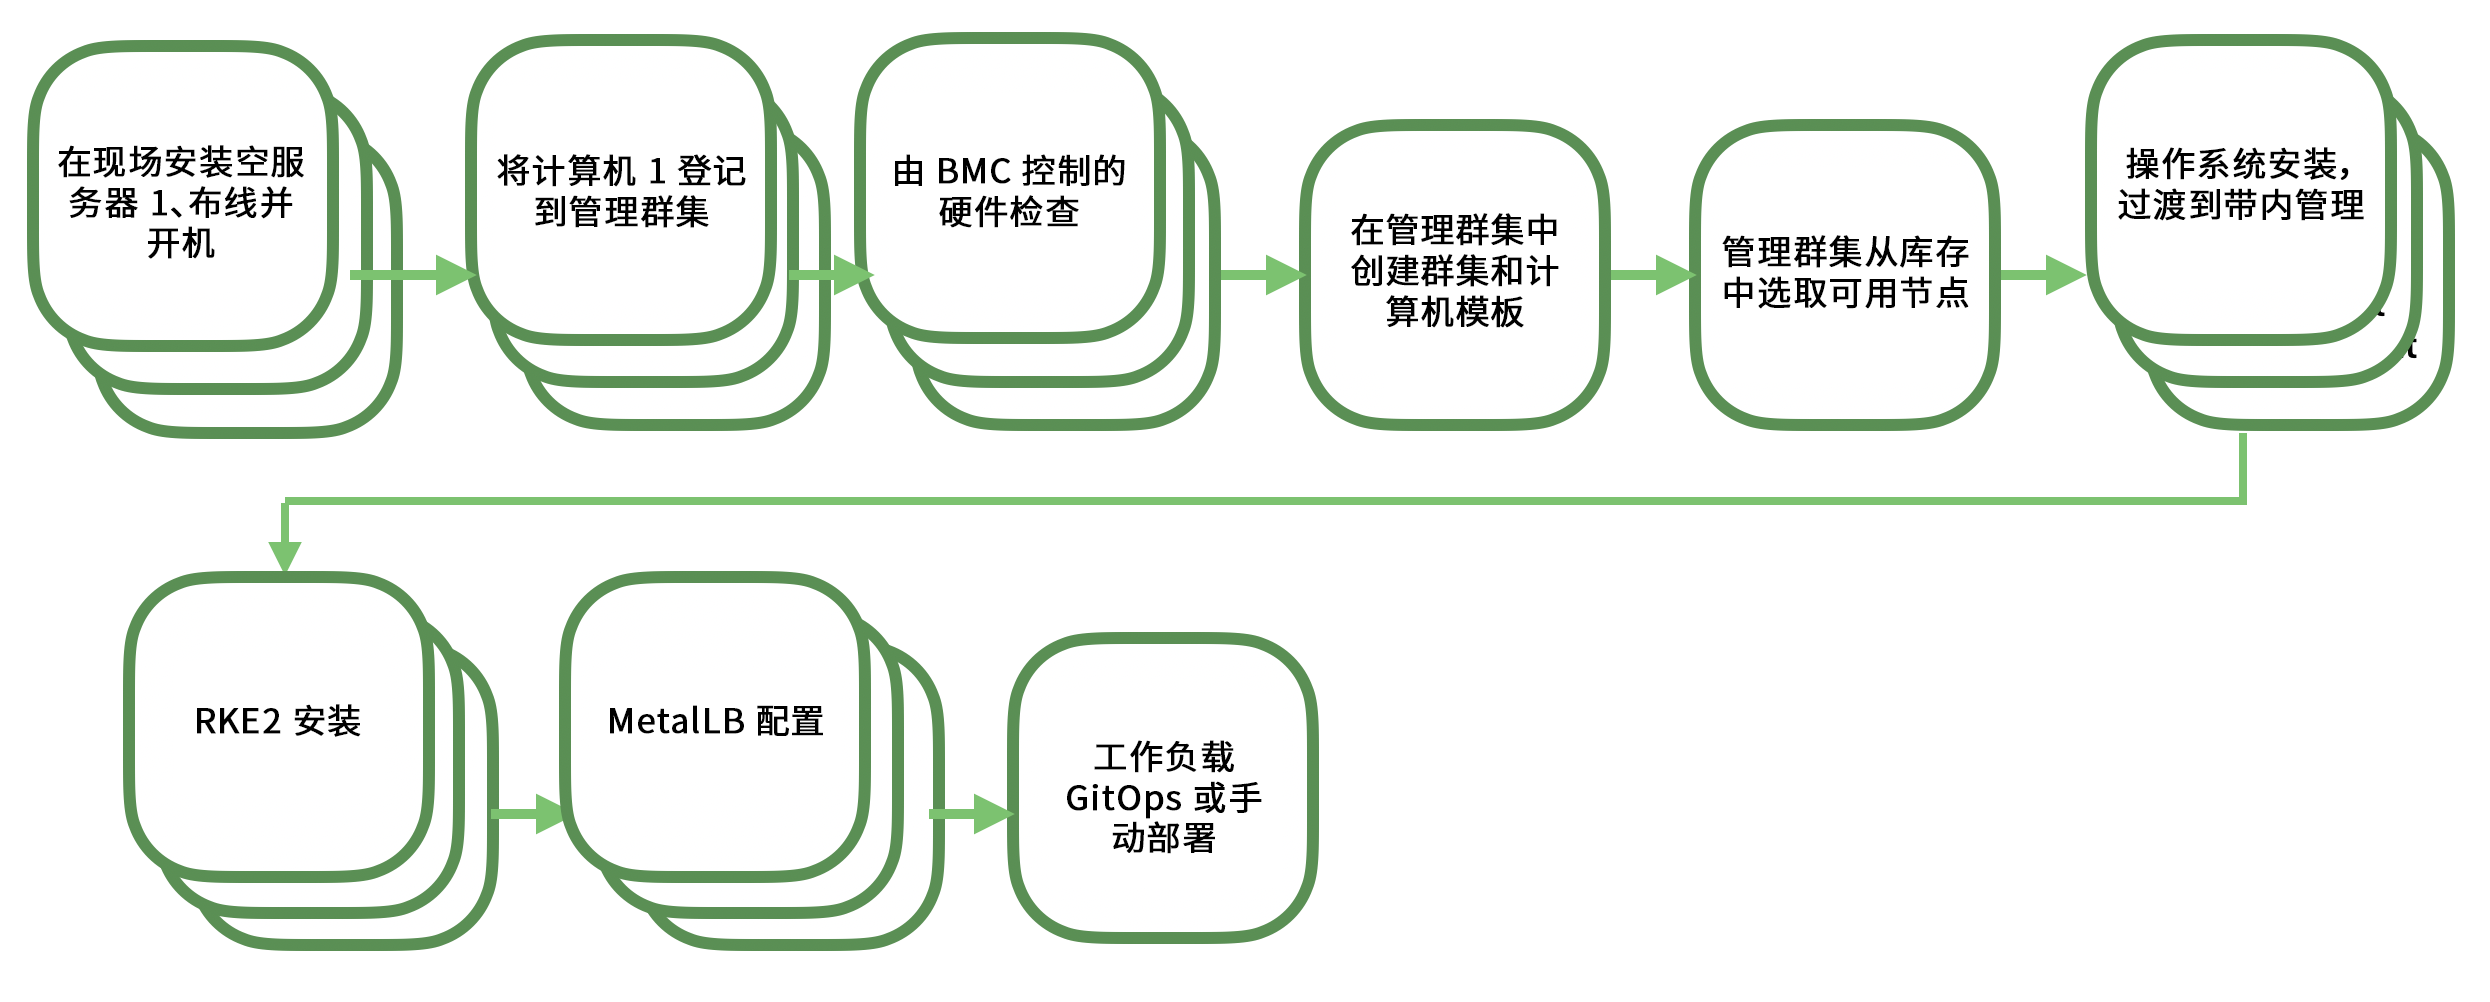 在现场安装空服
务器 1、布线并
开机
将计算机 1 登记
到管理群集
由 BMC 控制的
硬件检查
在管理群集中
创建群集和计
算机模板
管理群集从库存
中选取可用节点
操作系统安装，
过渡到带内管理
RKE2 安装
MetalLB 配置
工作负载
GitOps 或手
动部署